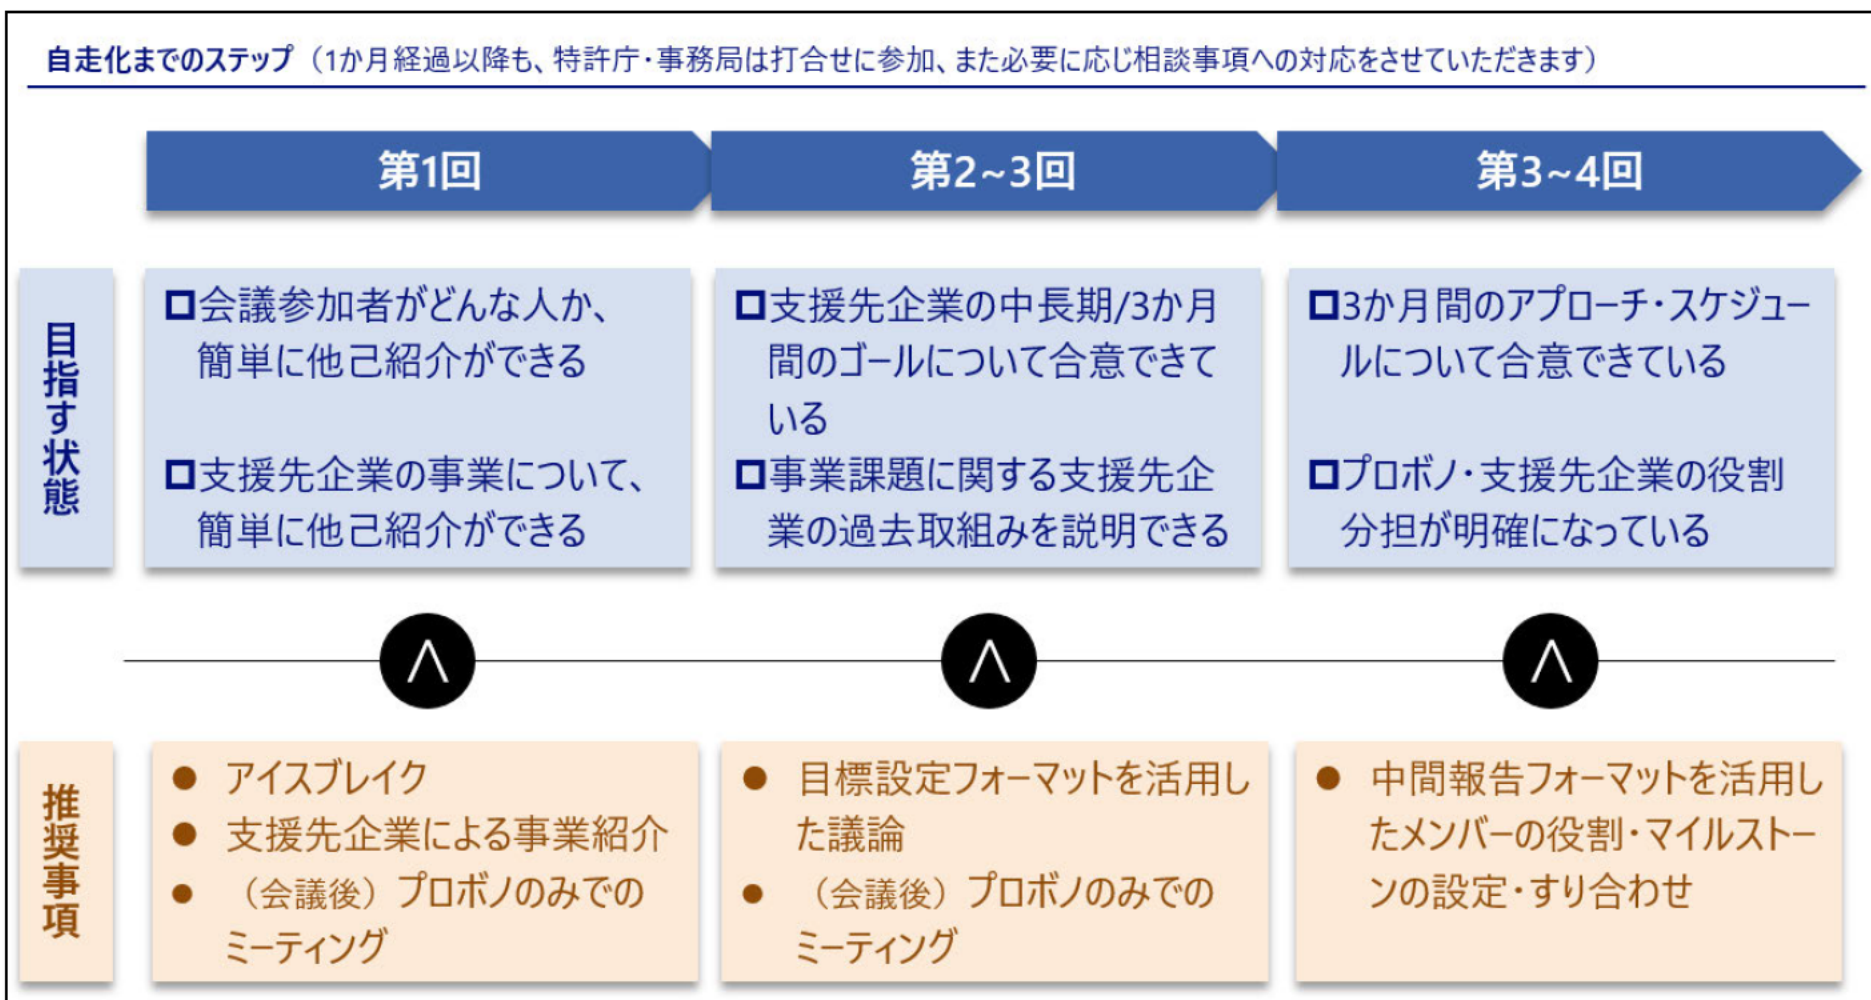 自走化までのステップ（1か月経過以降も、特許庁・事務局は打合せに参加、また必要に応じ相談事項への対応をさせていただきます）
第1回
第2~3回
第3~4回
目指す状態
会議参加者がどんな人か、
簡単に他己紹介ができる
支援先企業の事業について、
簡単に他己紹介ができる
支援先企業の中長期/3か月
間のゴールについて合意できて
いる
事業課題に関する支援先企
業の過去取組みを説明できる
3か月間のアプローチ・スケジュー
ルについて合意できている
プロボノ・支援先企業の役割
分担が明確になっている
推奨事項
● アイスブレイク
● 支援先企業による事業紹介
● （会議後）プロボノのみでの
ミーティング
● 目標設定フォーマットを活用し
た議論
● （会議後）プロボノのみでの
ミーティング
● 中間報告フォーマットを活用し
たメンバーの役割・マイルストー
ンの設定・すり合わせ